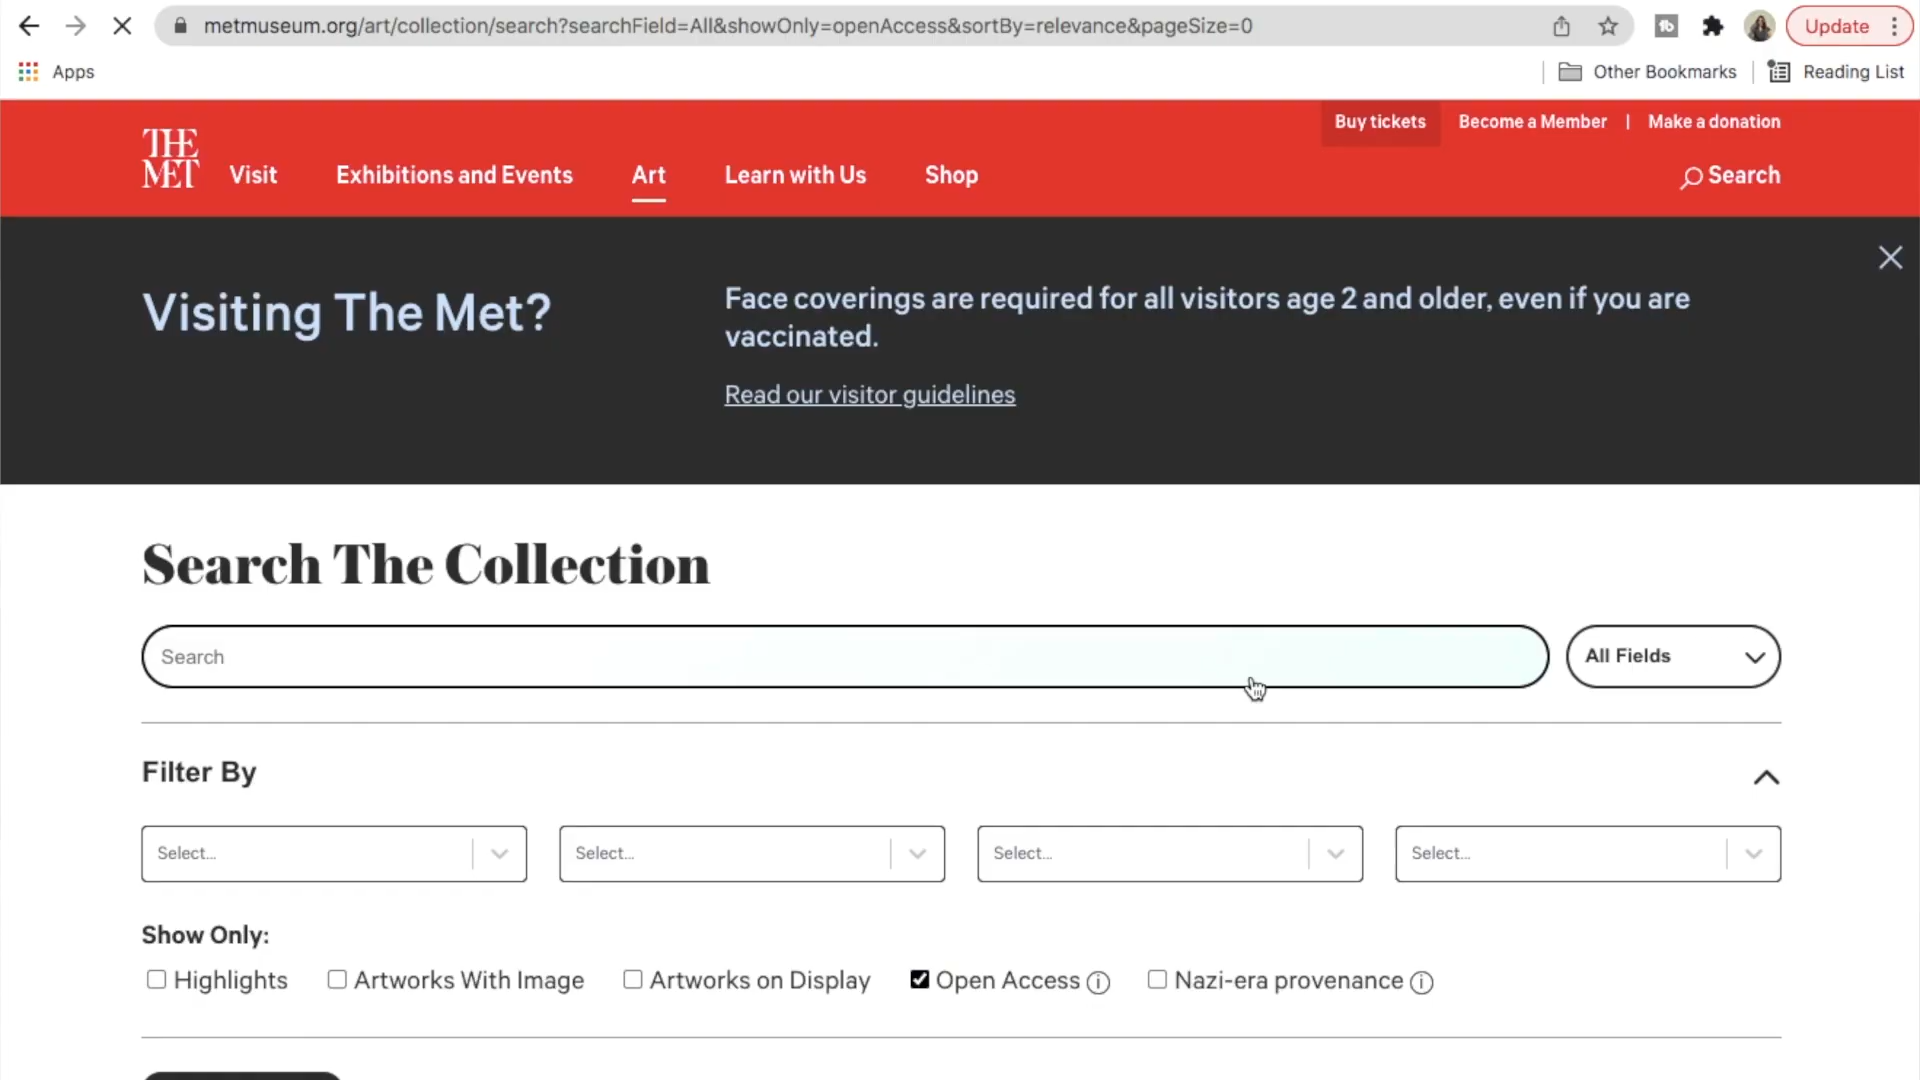 metmuseum.org/art/collection/search?searchField=All&showOnly=openAccess&sortBy=relevance&pageSize=0
Update
Apps
Other Bookmarks
Reading List
Buy tickets
Become a Member | Make a donation
THE
MET
Visit
Exhibitions and Events
Art
Learn with Us
Shop
Search
Visiting The Met?
Face coverings are required for all visitors age 2 and older, even if you are
vaccinated.
Read our visitor guidelines
Search The Collection
Search
All Fields
Filter By
Select...
Select...
Select...
Select...
Show Only:
Highlights
Artworks With Image
Artworks on Display
Open Access
Nazi-era provenance